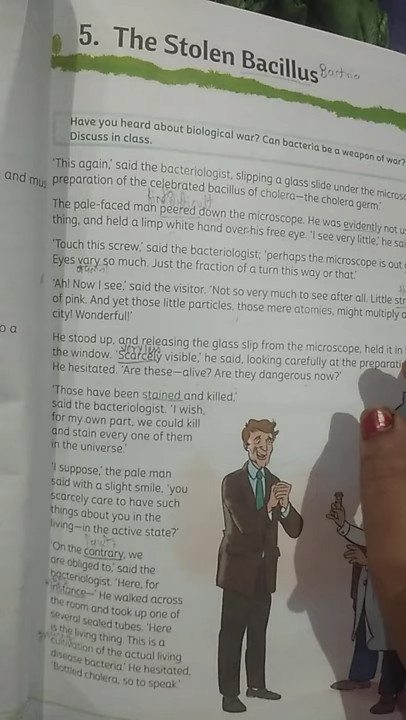 5. The Stolen Bacillus
Have you heard about biological war? Can bacteria be a weapon of war?
Discuss in class.
'This again,' said the bacteriologist, slipping a glass slide under the
and mus
preparation of the celebrated bacillus of cholera—the cholera germ.'
The pale-faced man peered down the microscope. He was evidently not
thing, and held a limp white hand over his free eye. 'I see very little,' he
'Touch this screw,' said the bacteriologist; 'perhaps the microscope is out
Eyes vary so much. Just the fraction of a turn this way or that.'
'Ah! Now I see,' said the visitor. 'Not so very much to see after all. Little
of pink. And yet those little particles, those mere atomies, might multiply
city! Wonderful!'
He stood up, and releasing the glass slip from the microscope, held it in
the window. 'Scarcely visible,' he said, looking carefully at the
He hesitated. 'Are these—alive? Are they dangerous now?'
'Those have been stained and killed,'
said the bacteriologist. 'I wish,
for my own part, we could kill
and stain every one of them
in the universe.'
'I suppose,' the pale man
said with a slight smile, 'you
scarcely care to have such
things about you in the
living—in the active state?'
'On the contrary, we
are obliged to,' said the
bacteriologist. 'Here, for
instance—' He walked across
the room and took up one of
several sealed tubes. 'Here
is the living thing. This is a
cultivation of the actual living
disease bacteria.' He hesitated.
'Bottled cholera, so to speak.'